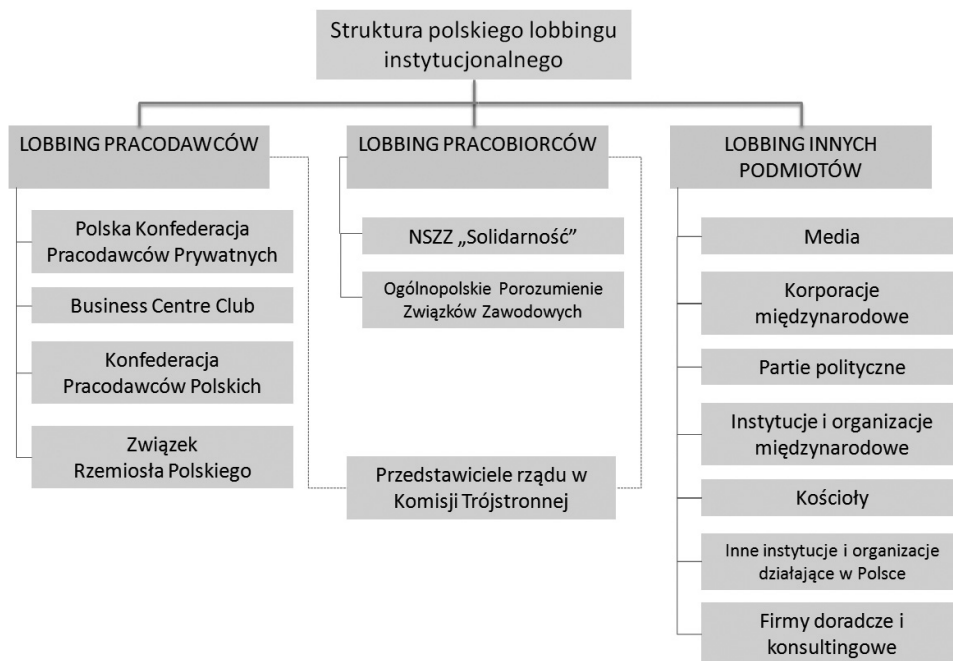 Struktura polskiego lobbingu
instytucjonalnego
LOBBING PRACODAWCÓW
Polska Konfederacja
Pracodawców Prywatnych
Business Centre Club
Konfederacja
Pracodawców Polskich
Związek
Rzemiosła Polskiego
LOBBING PRACOBIORCÓW
NSZZ „Solidarność”
Ogólnopolskie Porozumienie
Związków Zawodowych
Przedstawiciele rządu w
Komisji Trójstronnej
LOBBING INNYCH
PODMIOTÓW
Media
Korporacje
międzynarodowe
Partie polityczne
Instytucje i organizacje
międzynarodowe
Kościoły
Inne instytucje i organizacje
działające w Polsce
Firmy doradcze i
konsultingowe